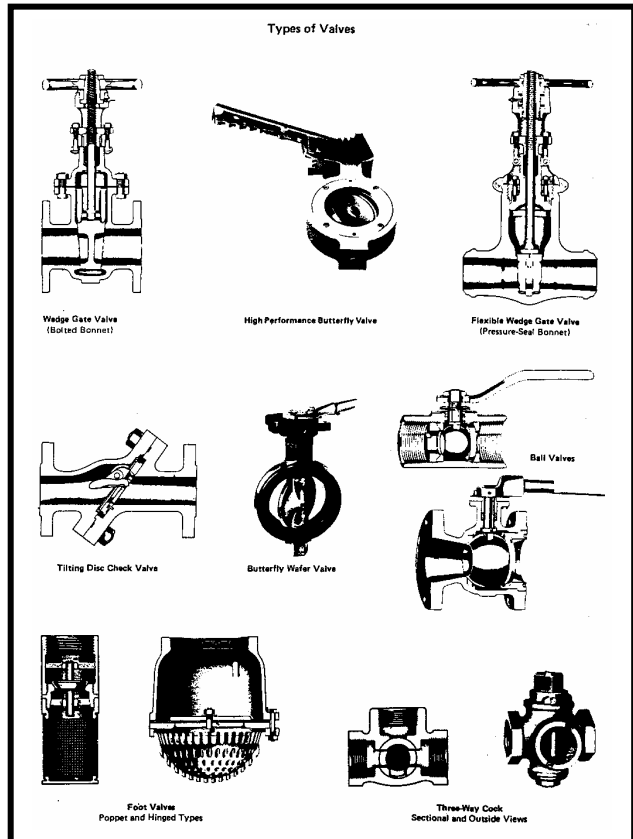 Types of Valves
Wedge Gate Valve
(Bolted Bonnet)
High Performance Butterfly Valve
Flexible Wedge Gate Valve
(Pressure-Seal Bonnet)
Ball Valves
Tilting Disc Check Valve
Butterfly Wafer Valve
Foot Valves
Poppet and Hinged Types
Three-Way Cock
Sectional and Outside Views